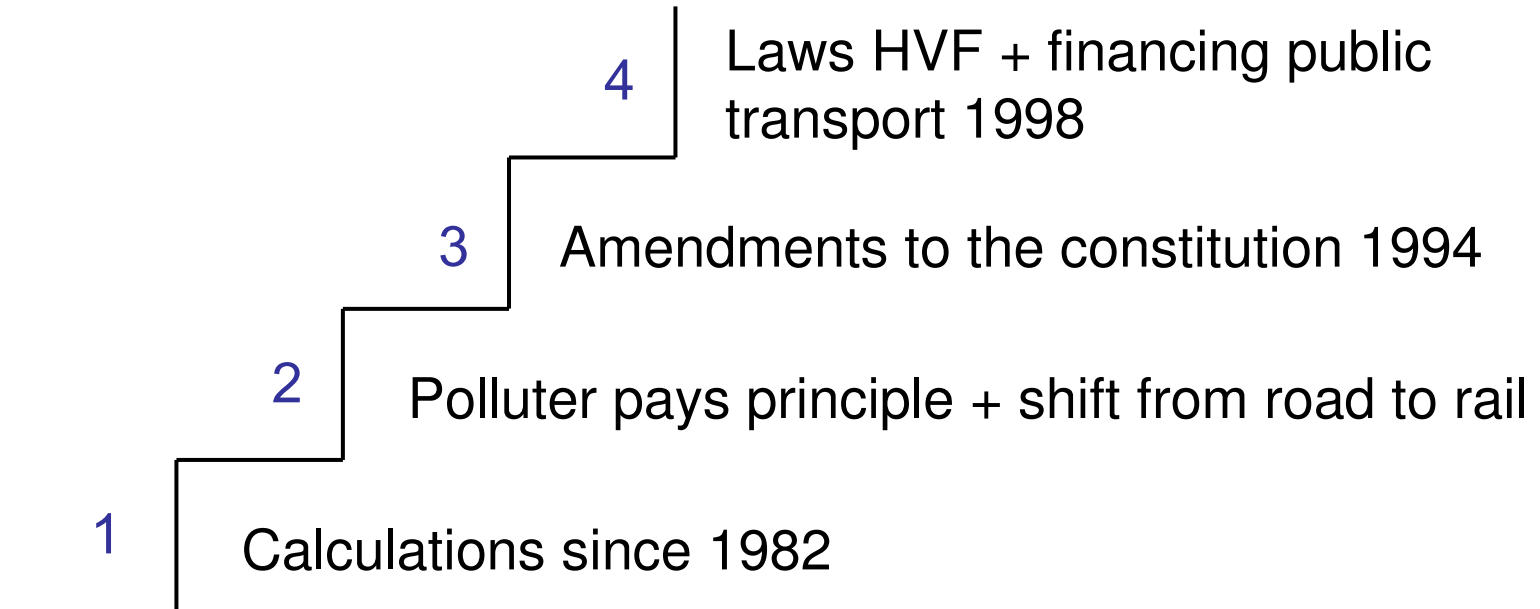 4
Laws HVF + financing public
transport 1998
3
Amendments to the constitution 1994
2
Polluter pays principle + shift from road to rail
1
Calculations since 1982